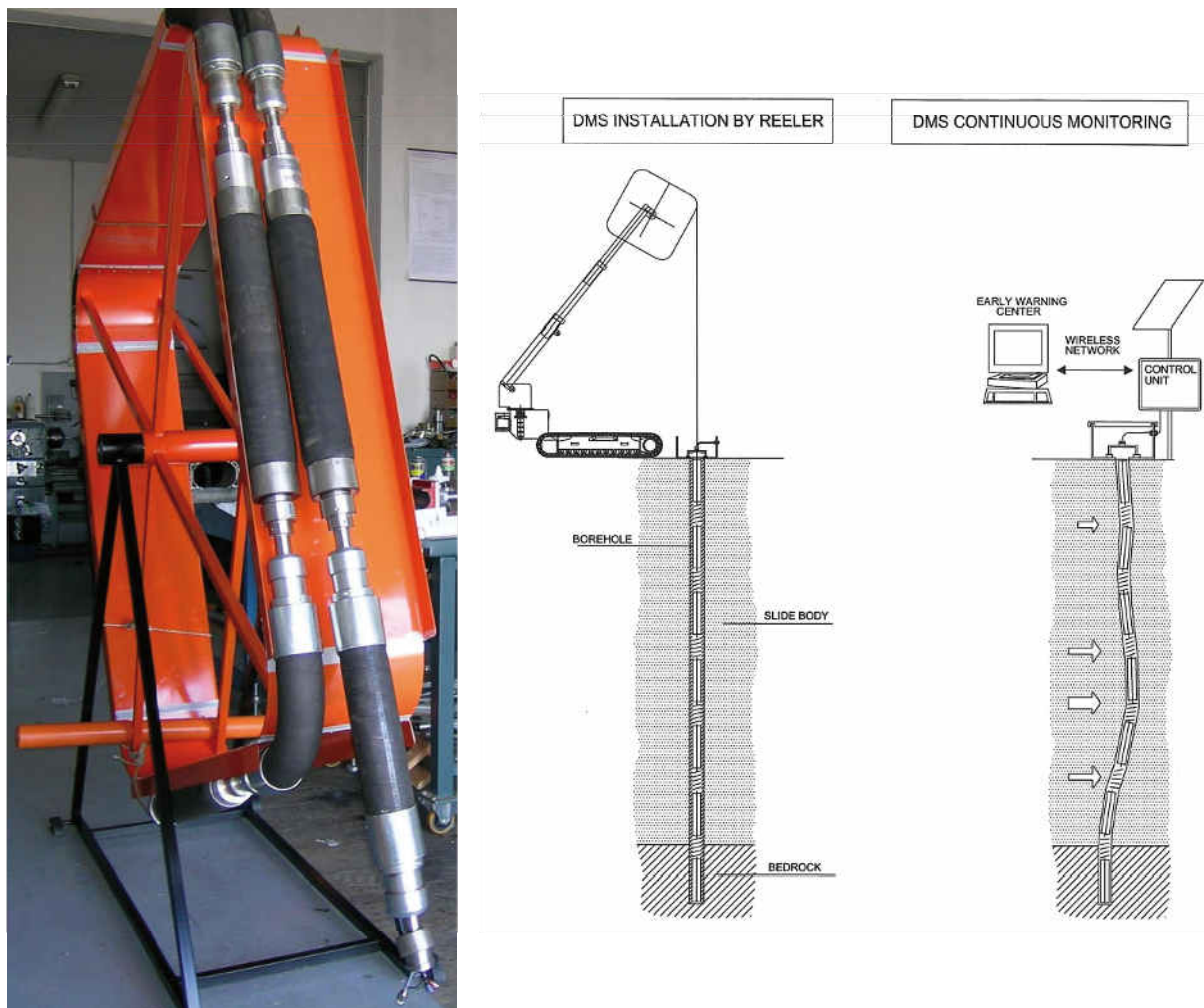 DMS INSTALLATION BY REELER
DMS CONTINUOUS MONITORING
EARLY WARNING
CENTER
WIRELESS
NETWORK
CONTROL
UNIT
BOREHOLE
SLIDE BODY
BEDROCK